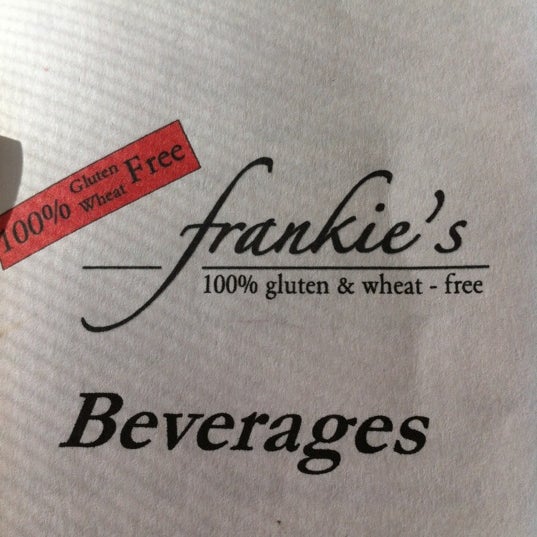 100% Gluten Wheat Free
frankie's
100% gluten & wheat - free
Beverages